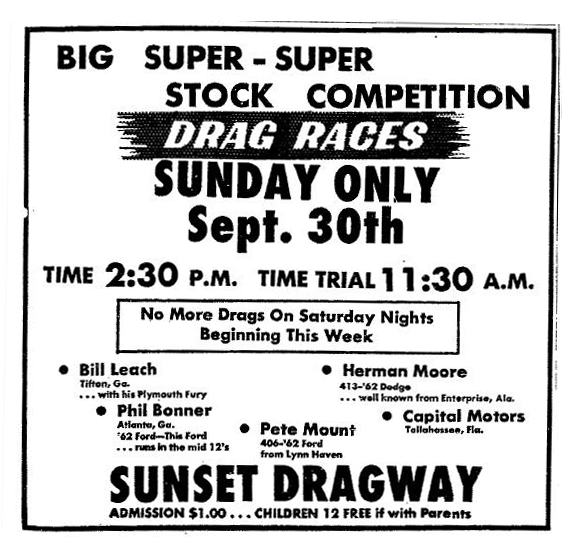 BIG SUPER - SUPER
STOCK COMPETITION
DRAG RACES
SUNDAY ONLY
Sept. 30th
TIME 2:30 P.M. TIME TRIAL 11:30 A.M.
No More Drags On Saturday Nights
Beginning This Week
• Bill Leach
Tifton, Ga.
... with his Plymouth Fury
• Herman Moore
413-'62 Dodge
... well known from Enterprise, Ala.
• Phil Bonner
Atlanta, Ga.
'62 Ford—This Ford
... runs in the mid 12's
• Pete Mount
406-'62 Ford
from Lynn Haven
• Capital Motors
Tallahassee, Fla.
SUNSET DRAGWAY
ADMISSION $1.00 ... CHILDREN 12 FREE if with Parents